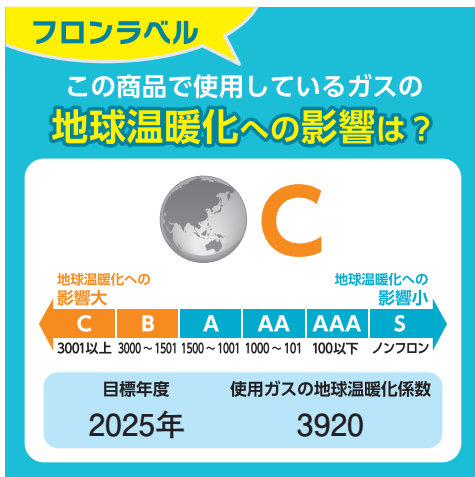 フロンラベル
この商品で使用しているガスの
地球温暖化への影響は？
C
地球温暖化への
影響大
地球温暖化への
影響小
C B A AA AAA S
3001以上 3000～1501 1500～1001 1000～101 100以下 ノンフロン
目標年度 使用ガスの地球温暖化係数
2025年 3920